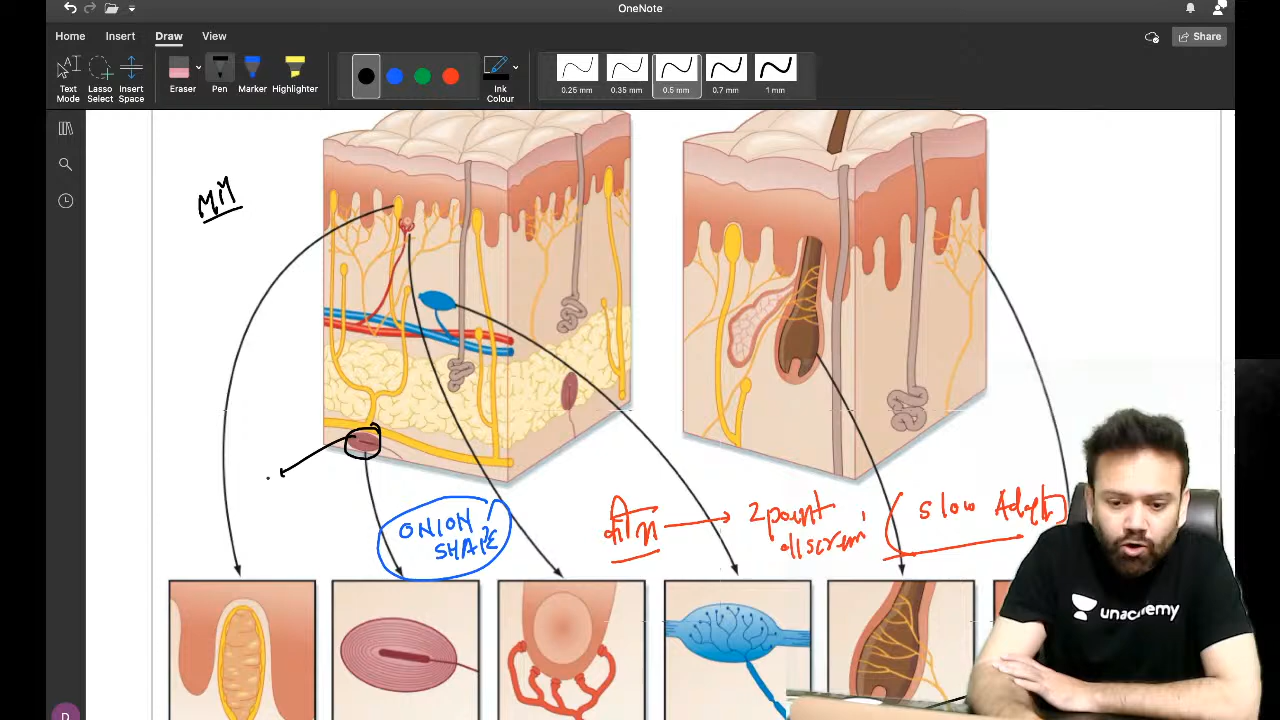 OneNote
Home Insert Draw View
Share
Text Mode
Lasso Select
Insert Space
Eraser
Pen
Marker
Highlighter
Ink Colour
0.25 mm
0.35 mm
0.5 mm
0.7 mm
1 mm
ONION
SHAPE
2 point
discrem
(slow Adapt)
unacademy
D